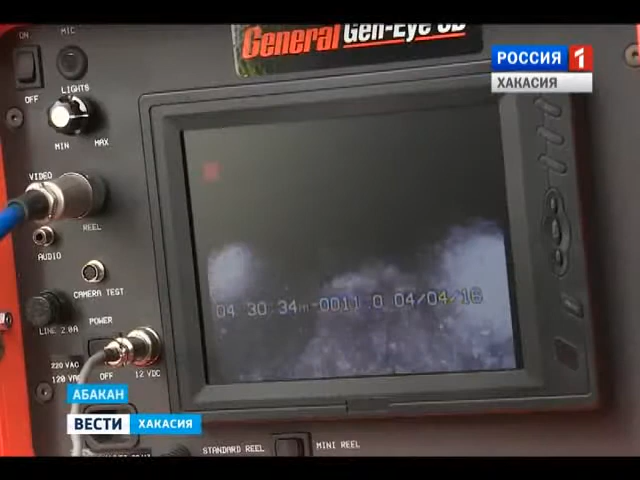 General Gen-Eye SD
РОССИЯ 1
ХАКАСИЯ
ON
OFF
MIC
LIGHTS
MIN MAX
VIDEO
REEL
AUDIO
CAMERA TEST
LINE 2.0A
POWER
220 VAC
120 VAC
OFF
12 VDC
04:30:34m-0011.0 04/04/16
АБАКАН
ВЕСТИ ХАКАСИЯ
STANDARD REEL
MINI REEL